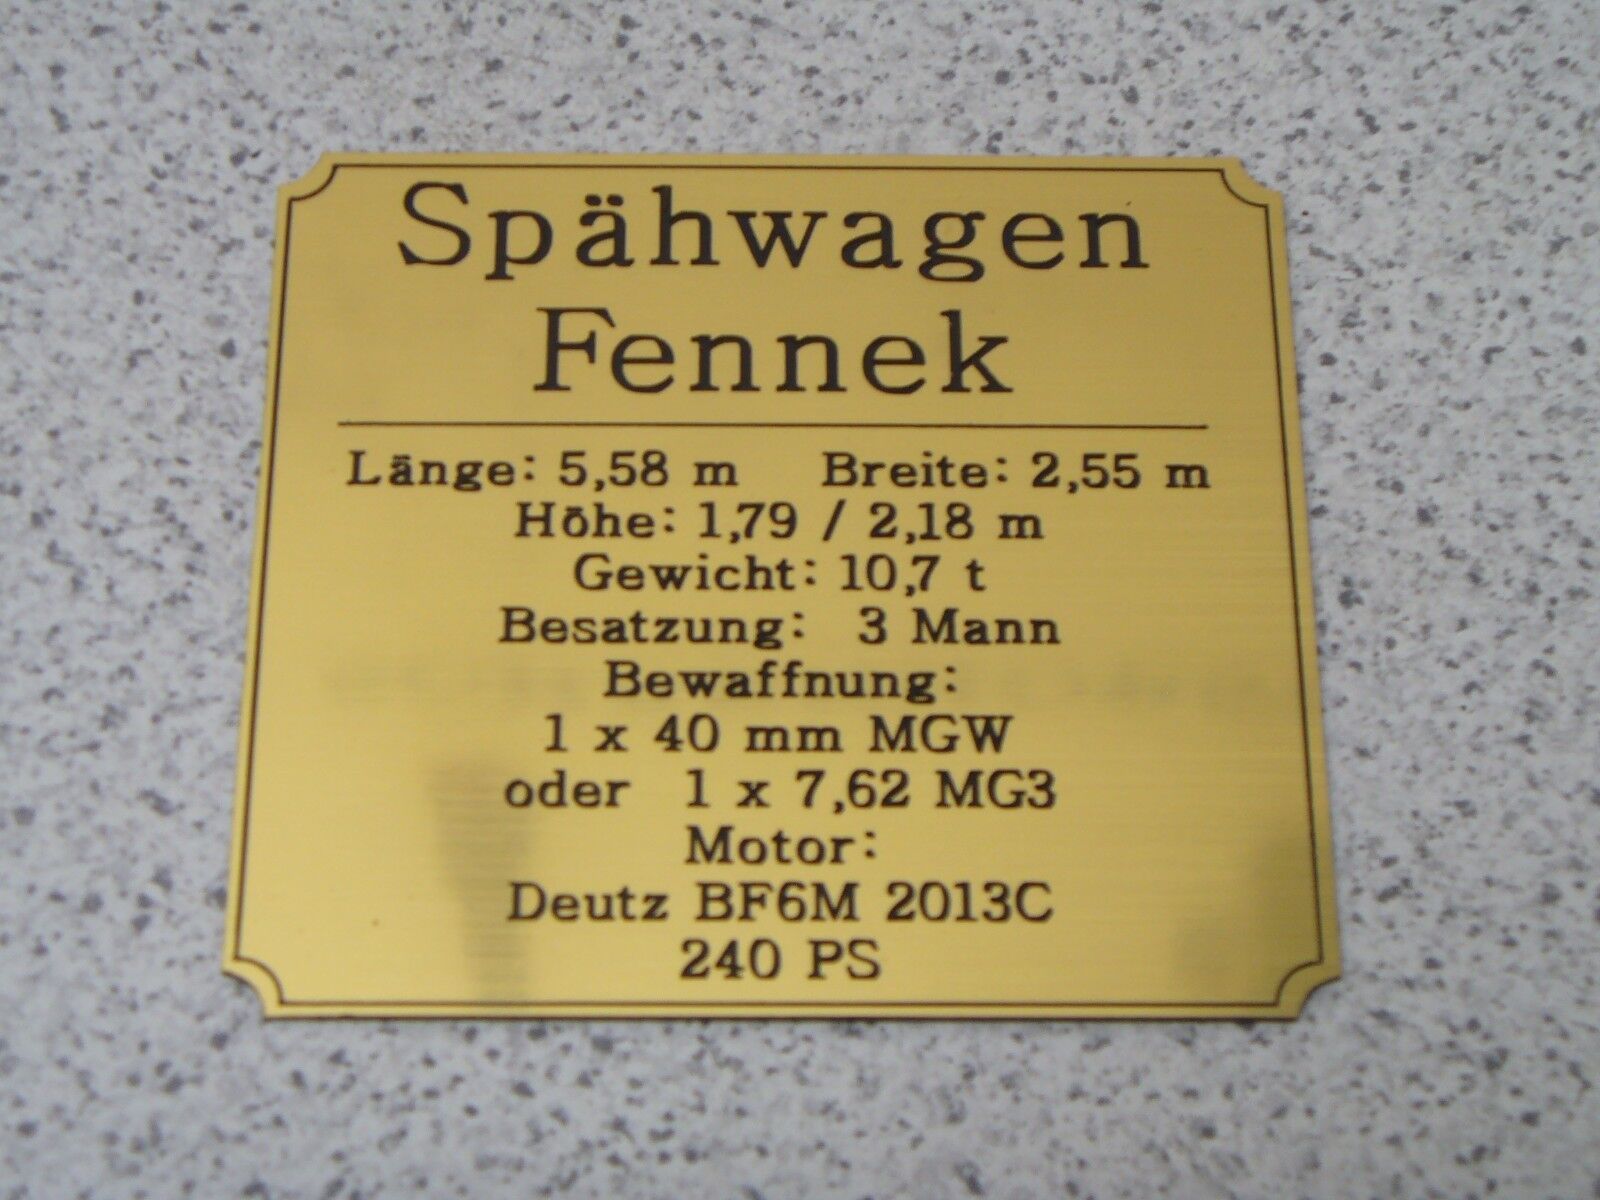 Spähwagen
Fennek
Länge: 5,58 m Breite: 2,55 m
Höhe: 1,79 / 2,18 m
Gewicht: 10,7 t
Besatzung: 3 Mann
Bewaffnung:
1 x 40 mm MGW
oder 1 x 7,62 MG3
Motor:
Deutz BF6M 2013C
240 PS